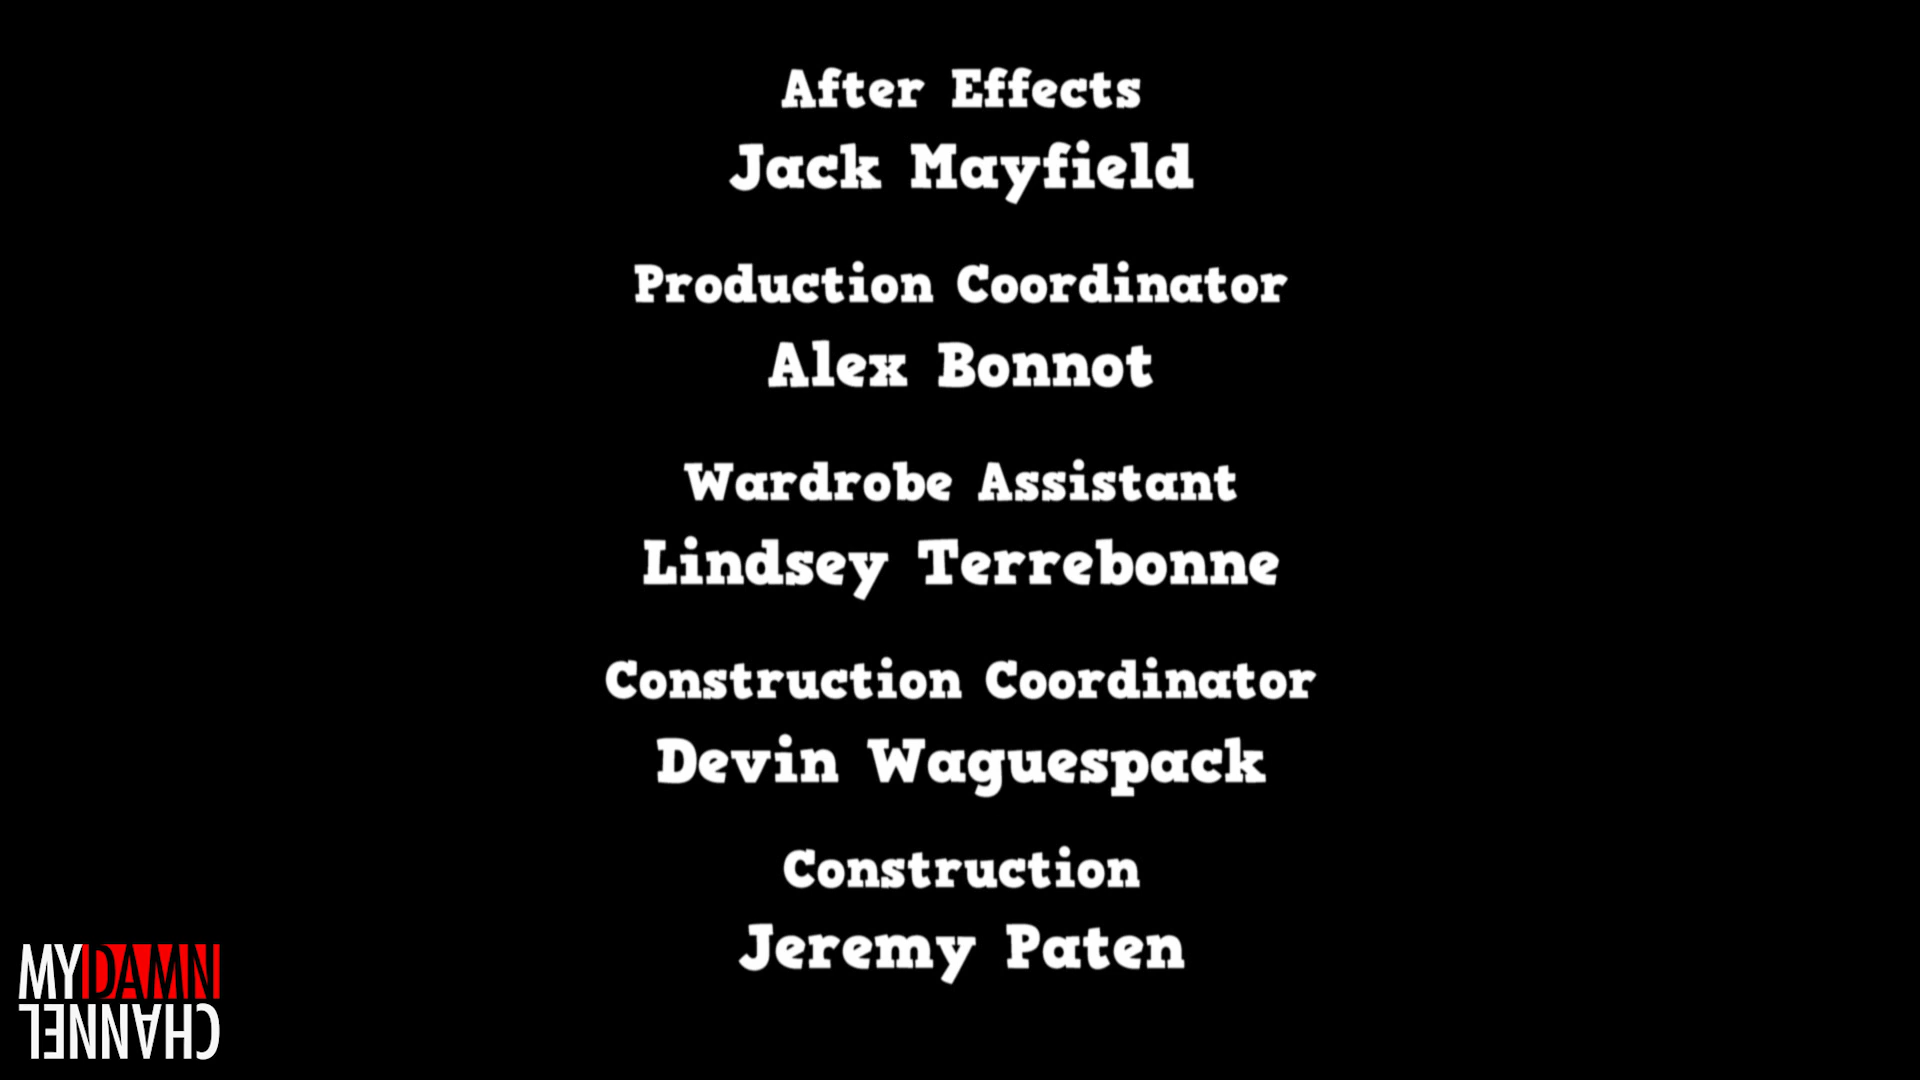 After Effects
Jack Mayfield
Production Coordinator
Alex Bonnot
Wardrobe Assistant
Lindsey Terrebonne
Construction Coordinator
Devin Waguespack
Construction
Jeremy Paten
MYDAMN
CHANNEL